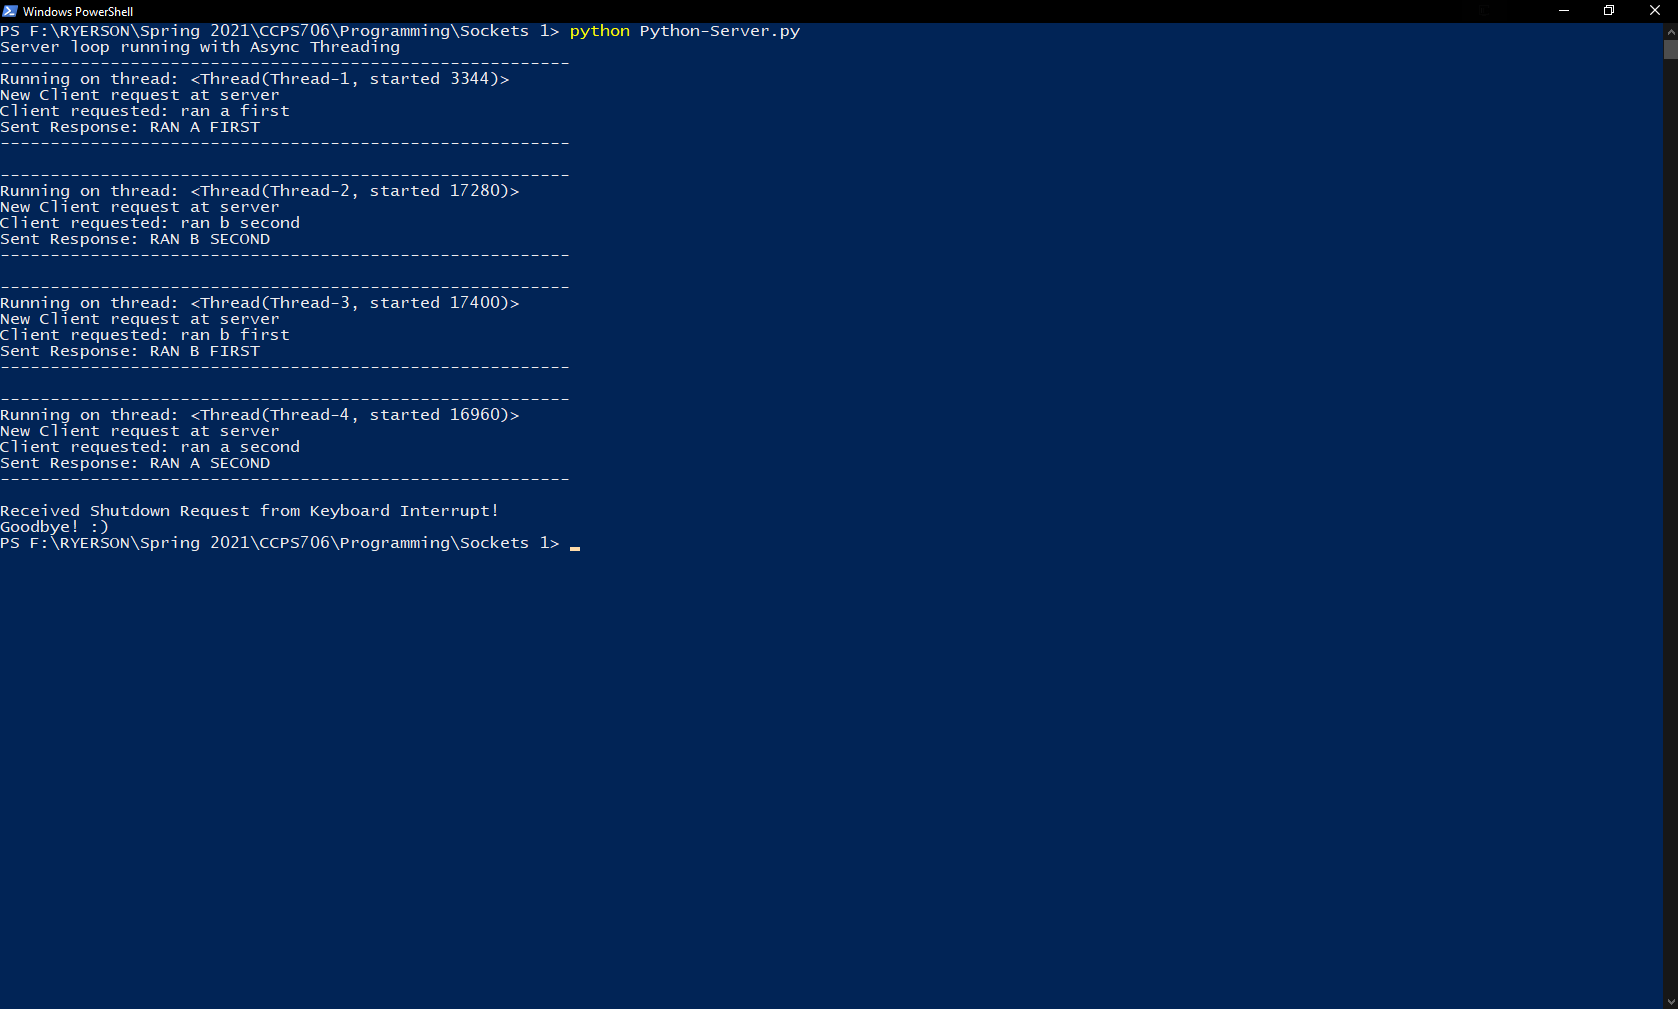 Windows PowerShell
PS F:\RYERSON\Spring 2021\CCPS706\Programming\Sockets 1> python Python-Server.py
Server loop running with Async Threading
---------------------------------------------------------
Running on thread: <Thread(Thread-1, started 3344)>
New Client request at server
Client requested: ran a first
Sent Response: RAN A FIRST
---------------------------------------------------------
---------------------------------------------------------
Running on thread: <Thread(Thread-2, started 17280)>
New Client request at server
Client requested: ran b second
Sent Response: RAN B SECOND
---------------------------------------------------------
---------------------------------------------------------
Running on thread: <Thread(Thread-3, started 17400)>
New Client request at server
Client requested: ran b first
Sent Response: RAN B FIRST
---------------------------------------------------------
---------------------------------------------------------
Running on thread: <Thread(Thread-4, started 16960)>
New Client request at server
Client requested: ran a second
Sent Response: RAN A SECOND
---------------------------------------------------------
Received Shutdown Request from Keyboard Interrupt!
Goodbye! :)
PS F:\RYERSON\Spring 2021\CCPS706\Programming\Sockets 1> _